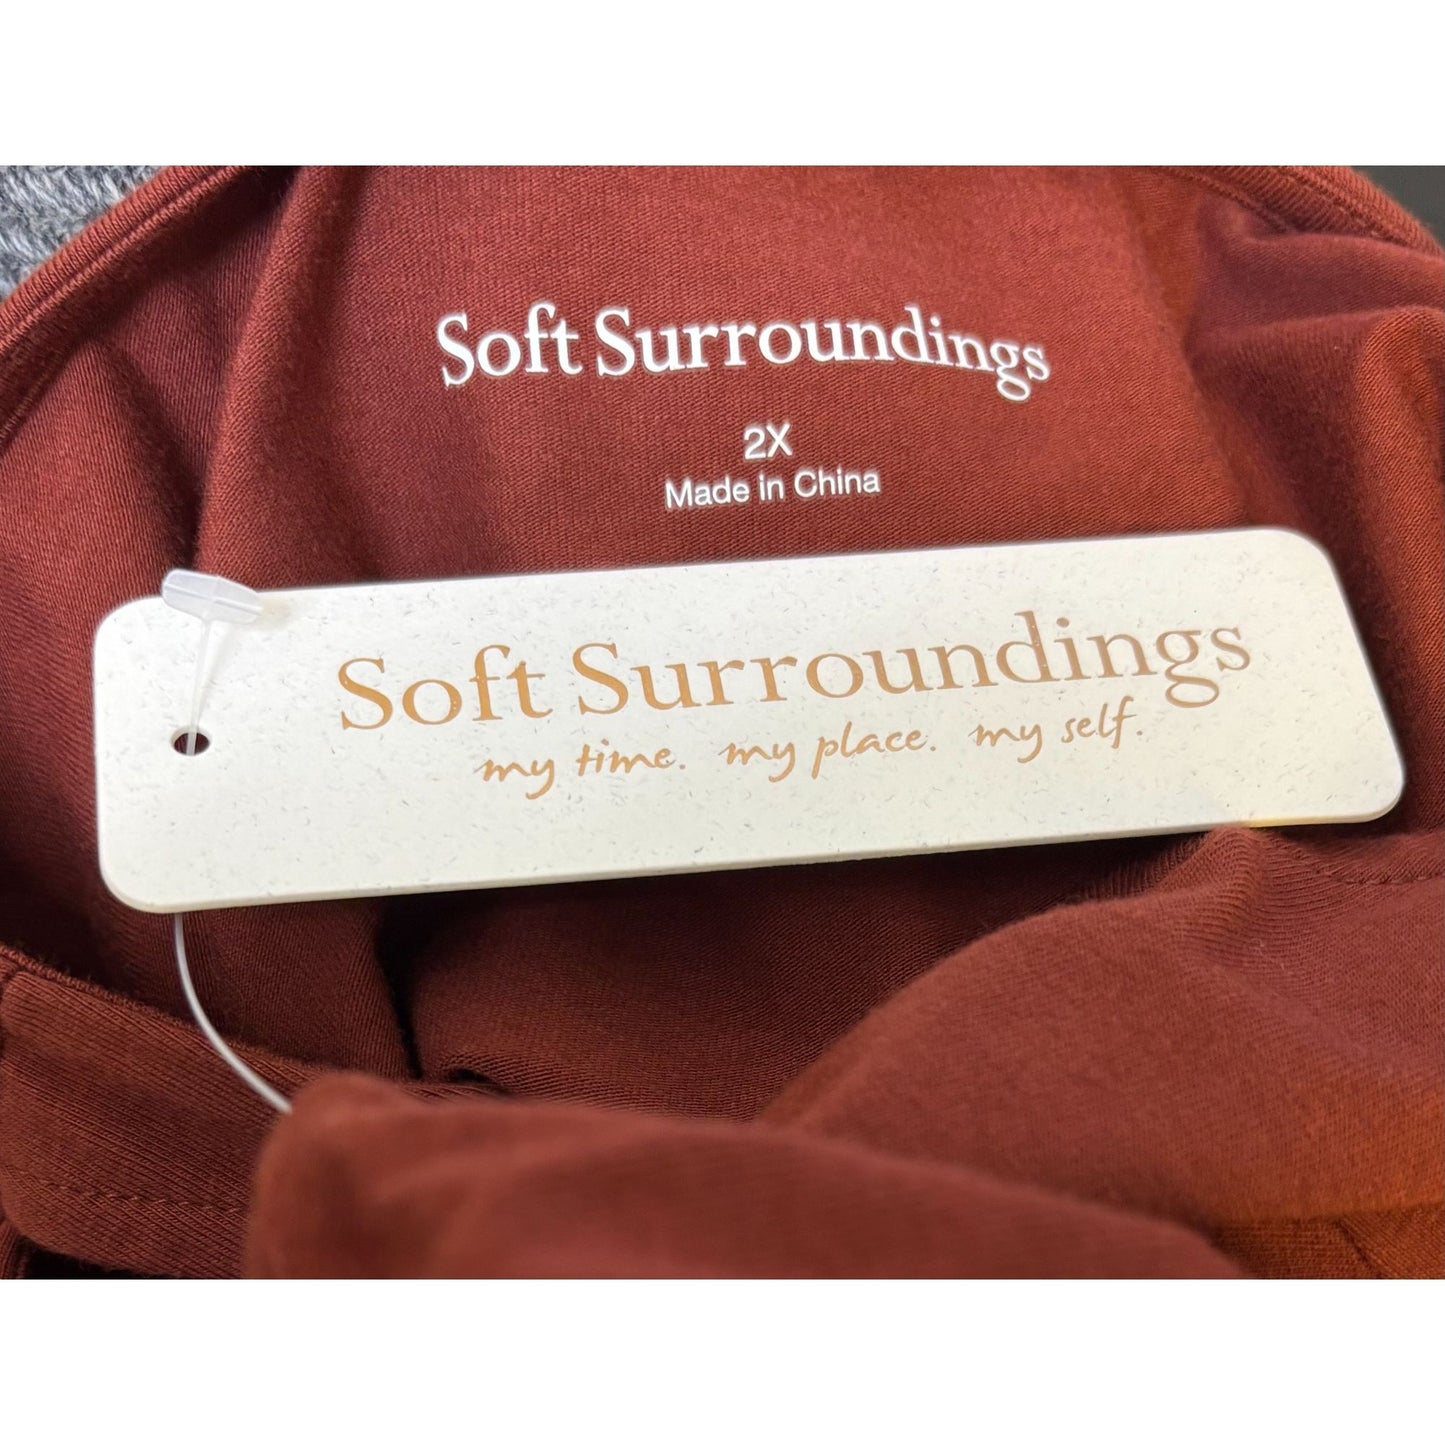 Soft Surroundings
2X
Made in China
Soft Surroundings
my time. my place. my self.